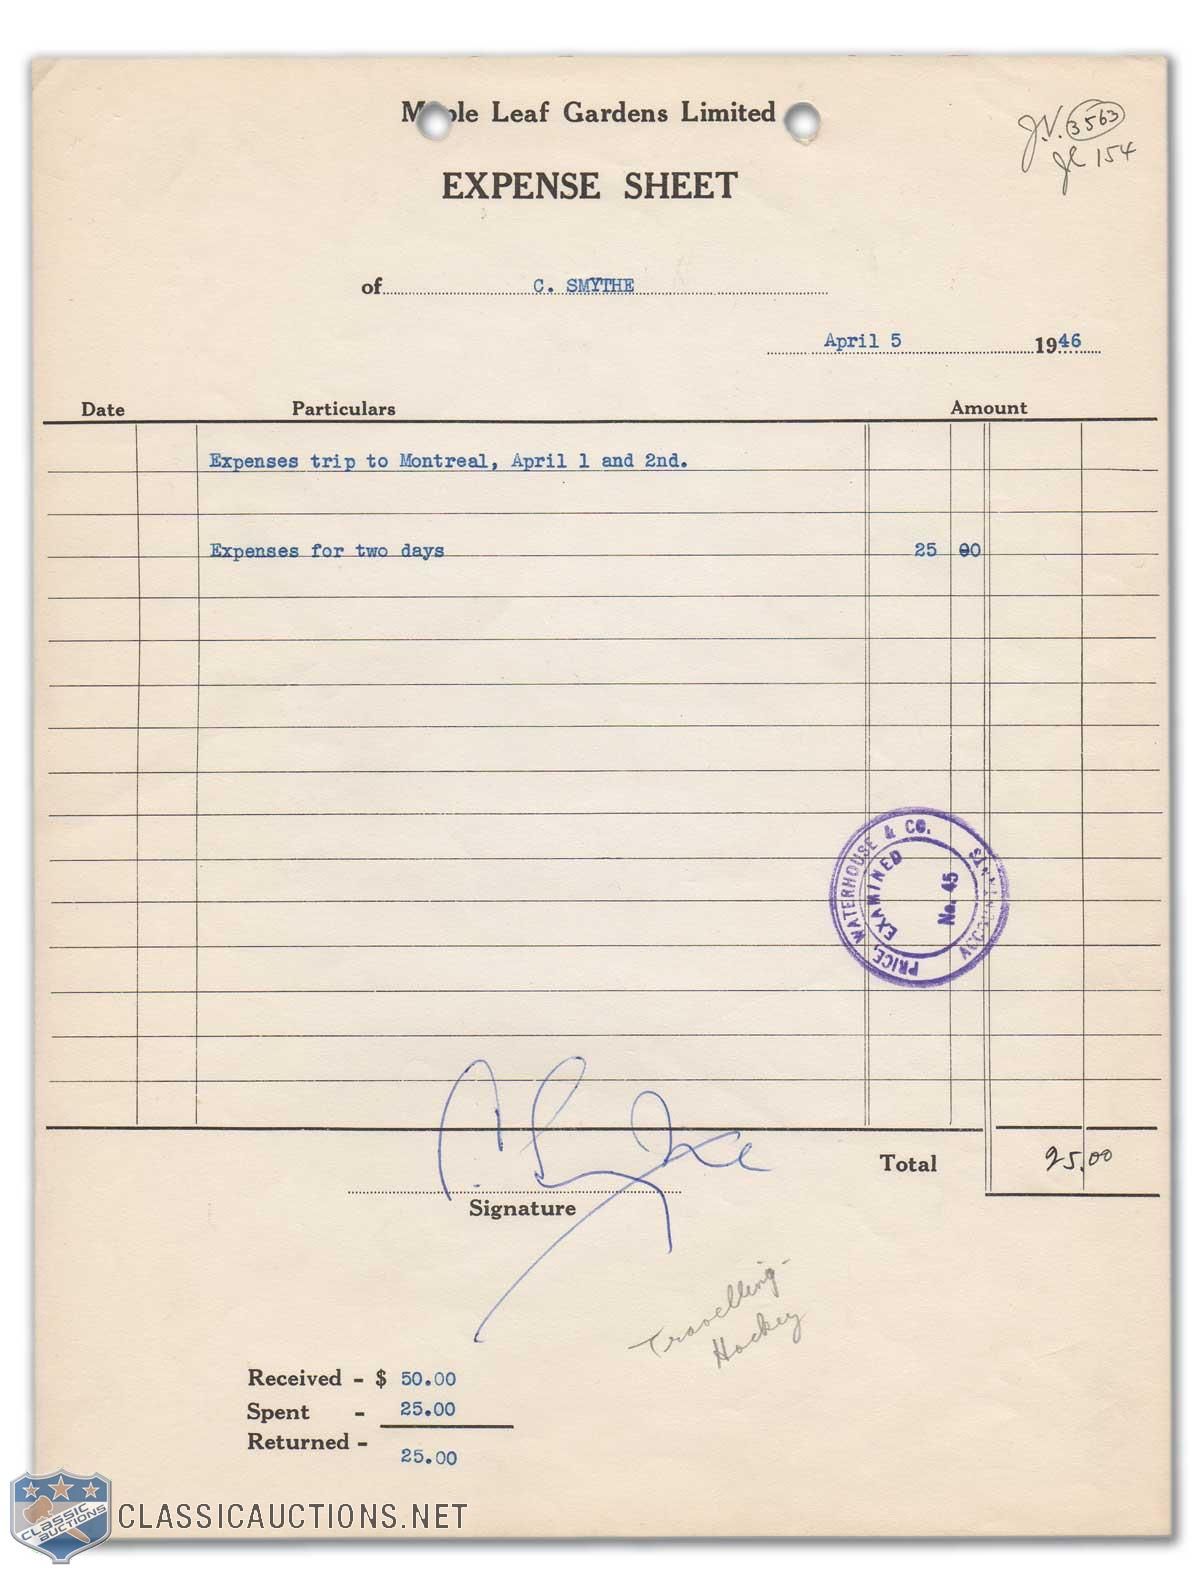 Maple Leaf Gardens Limited
J.V. 3563
Jl 154
EXPENSE SHEET
of C. SMYTHE
April 5 1946
Date Particulars Amount
Expenses trip to Montreal, April 1 and 2nd.
Expenses for two days 25 00
PRICE, WATERHOUSE & CO.
ACCOUNTANTS
EXAMINED
No. 45
C. Smythe
Total 25.00
Signature
Travelling-
Hockey
Received - $ 50.00
Spent - 25.00
Returned - 25.00
CLASSIC AUCTIONS
CLASSICAUCTIONS.NET